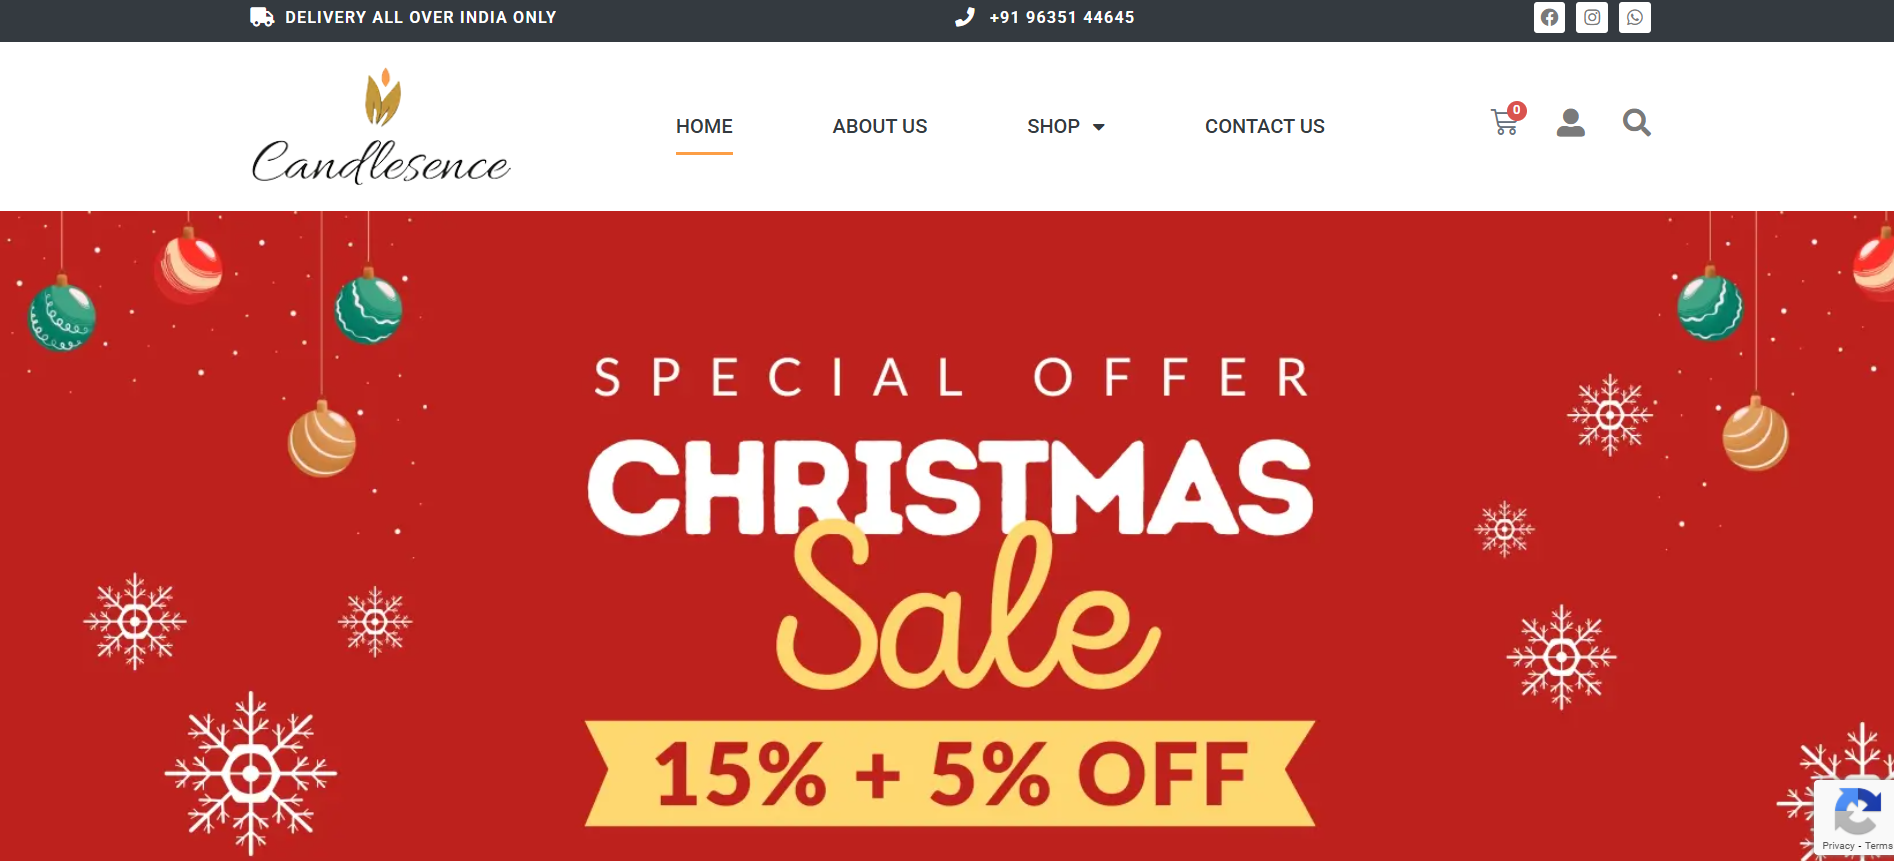 DELIVERY ALL OVER INDIA ONLY
+91 96351 44645
Candlesence
HOME
ABOUT US
SHOP
CONTACT US
0
SPECIAL OFFER
CHRISTMAS
Sale
15% + 5% OFF
Privacy - Terms